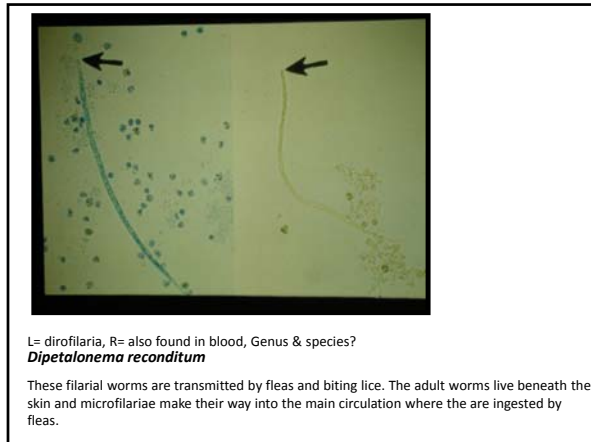 L= dirofilaria, R= also found in blood, Genus & species?
Dipetalonema reconditum
These filarial worms are transmitted by fleas and biting lice. The adult worms live beneath the
skin and microfilariae make their way into the main circulation where the are ingested by
fleas.